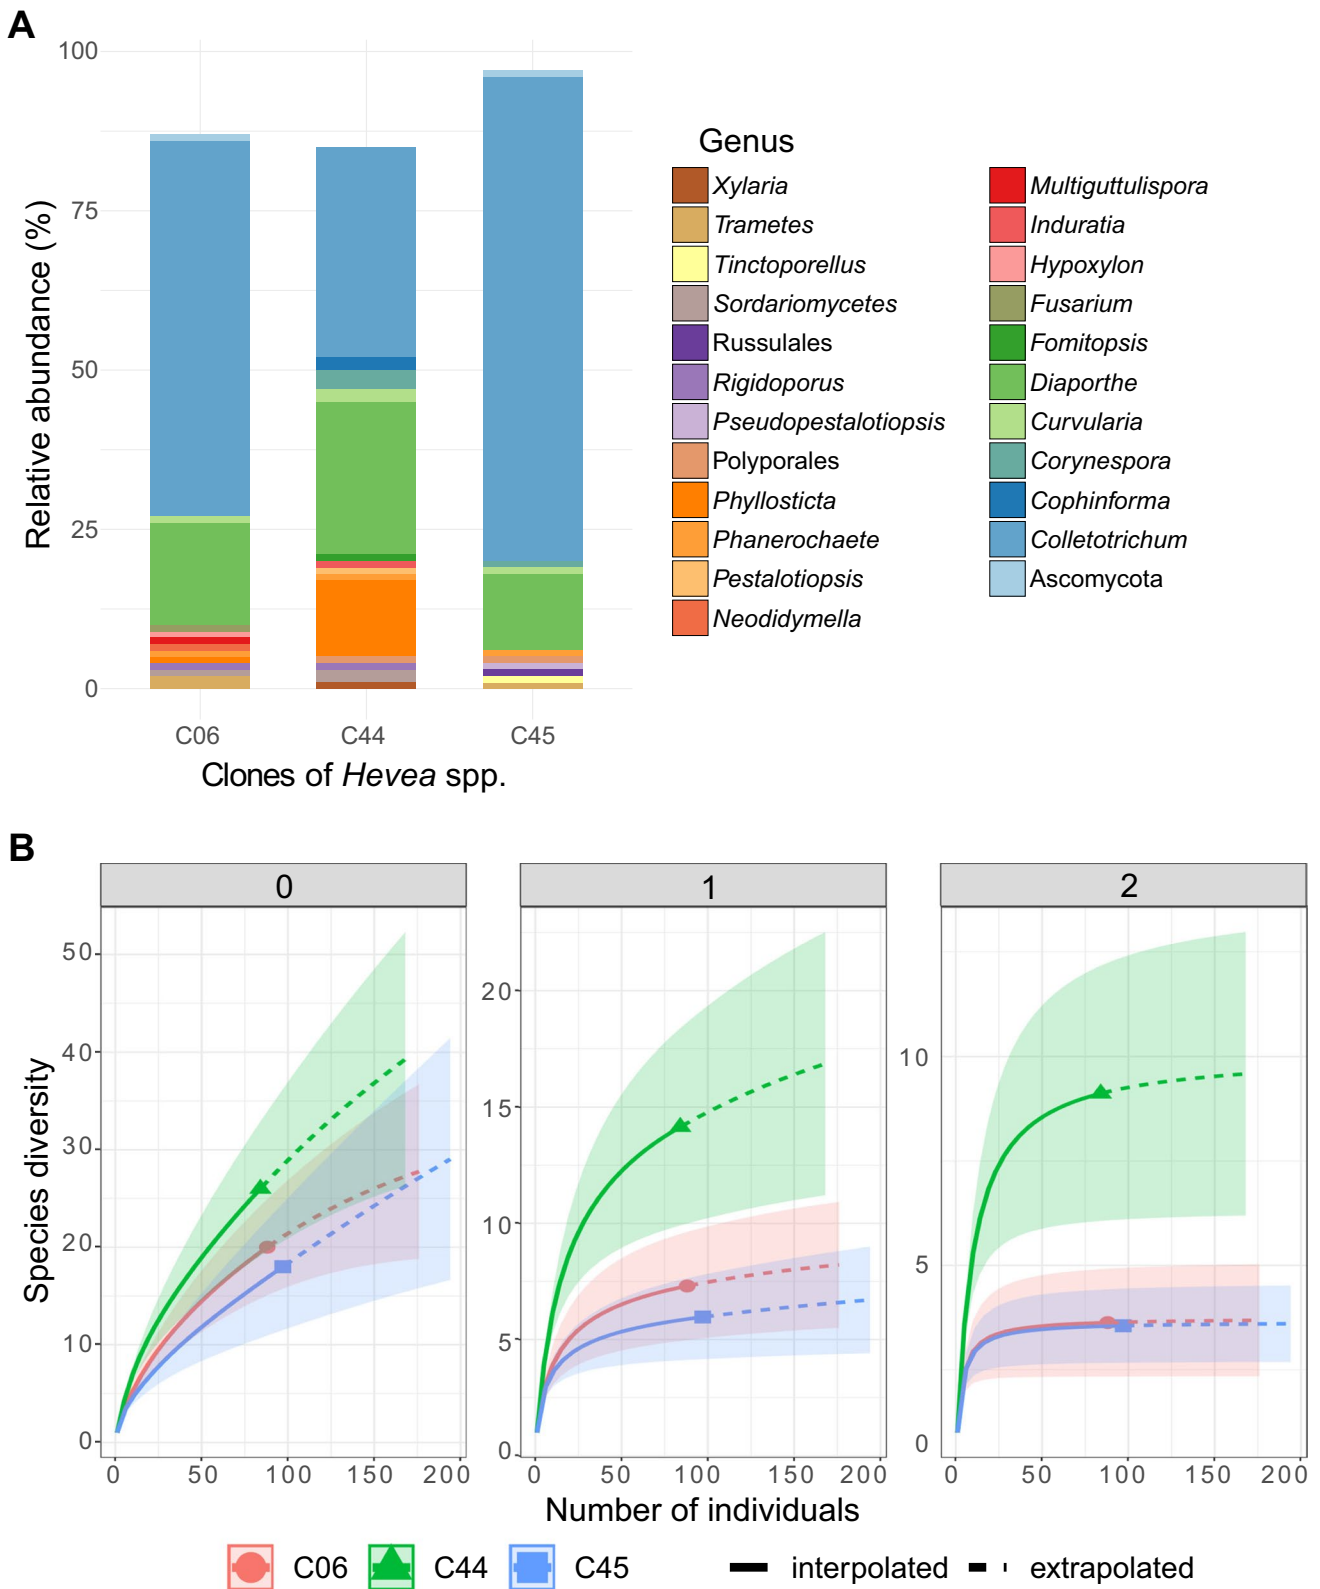 A
Relative abundance (%)
100
75
50
25
0
C06 C44 C45
Clones of Hevea spp.
Genus
Xylaria
Trametes
Tinctoporellus
Sordariomycetes
Russulales
Rigidoporus
Pseudopestalotiopsis
Polyporales
Phyllosticta
Phanerochaete
Pestalotiopsis
Neodidymella
Multiguttulispora
Induratia
Hypoxylon
Fusarium
Fomitopsis
Diaporthe
Curvularia
Corynespora
Cophinforma
Colletotrichum
Ascomycota
B
Species diversity
0
50
40
30
20
10
0
0 50 100 150 200
1
20
15
10
5
0
0 50 100 150 200
2
10
5
0
0 50 100 150 200
Number of individuals
C06 C44 C45 interpolated extrapolated